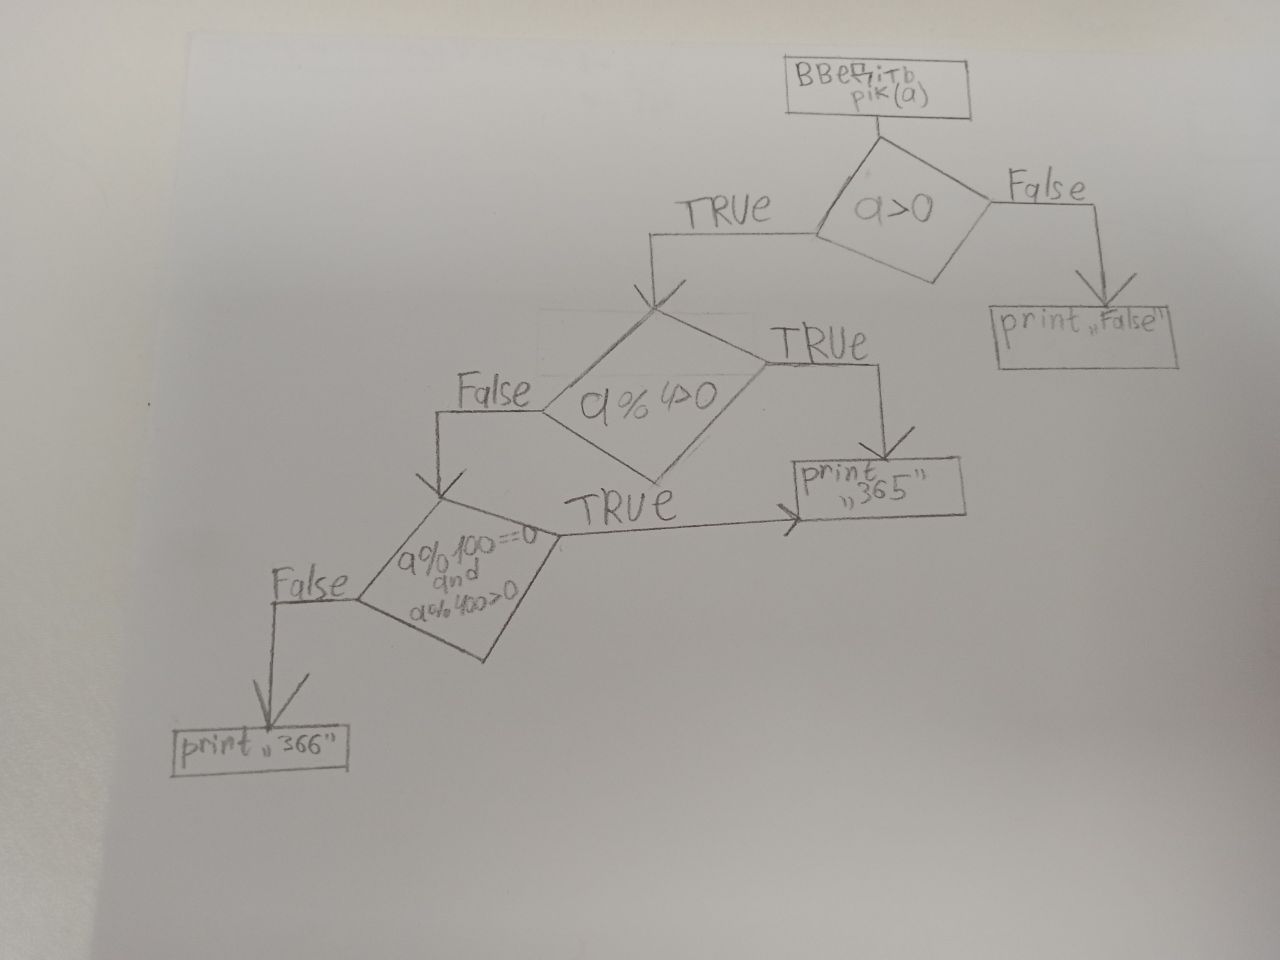 ВВедіть
рік(a)
a>0
TRUe
False
print „False”
a%4>0
TRUe
False
print
„365”
a%100==0
and
a%400>0
TRUe
False
print „366”